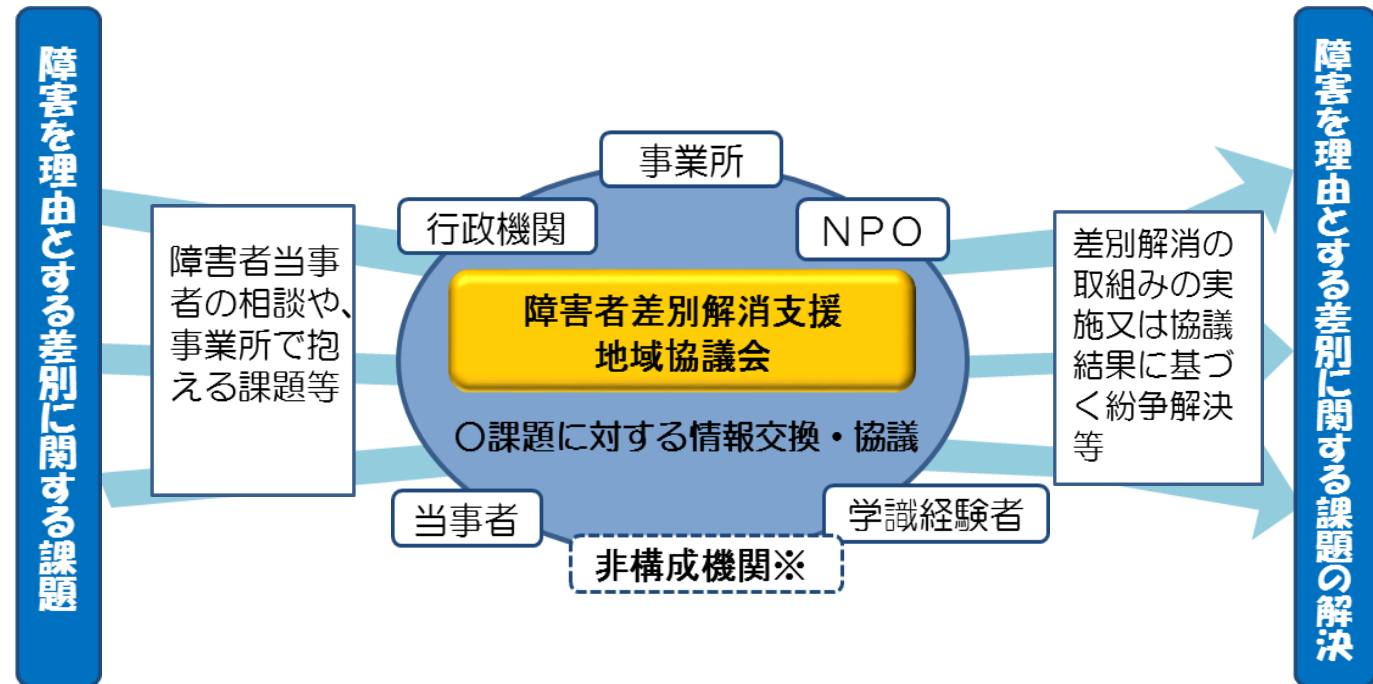 障害を理由とする差別に関する課題
障害者当事
者の相談や、
事業所で抱
える課題等
事業所
行政機関
ＮＰＯ
障害者差別解消支援
地域協議会
〇課題に対する情報交換・協議
当事者
学識経験者
非構成機関※
差別解消の
取組みの実
施又は協議
結果に基づ
く紛争解決
等
障害を理由とする差別に関する課題の解決